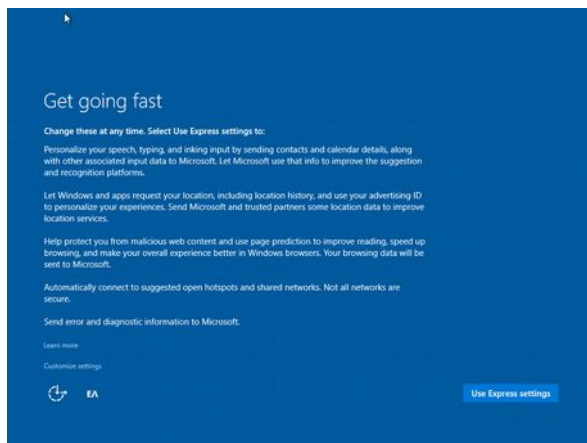 Get going fast
Change these at any time. Select Use Express settings to:
Personalize your speech, typing, and inking input by sending contacts and calendar details, along
with other associated input data to Microsoft. Let Microsoft use that info to improve the suggestion
and recognition platforms.
Let Windows and apps request your location, including location history, and use your advertising ID
to personalize your experiences. Send Microsoft and trusted partners some location data to improve
location services.
Help protect you from malicious web content and use page prediction to improve reading, speed up
browsing, and make your overall experience better in Windows browsers. Your browsing data will be
sent to Microsoft.
Automatically connect to suggested open hotspots and shared networks. Not all networks are
secure.
Send error and diagnostic information to Microsoft.
Learn more
Customize settings
ΕΛ
Use Express settings